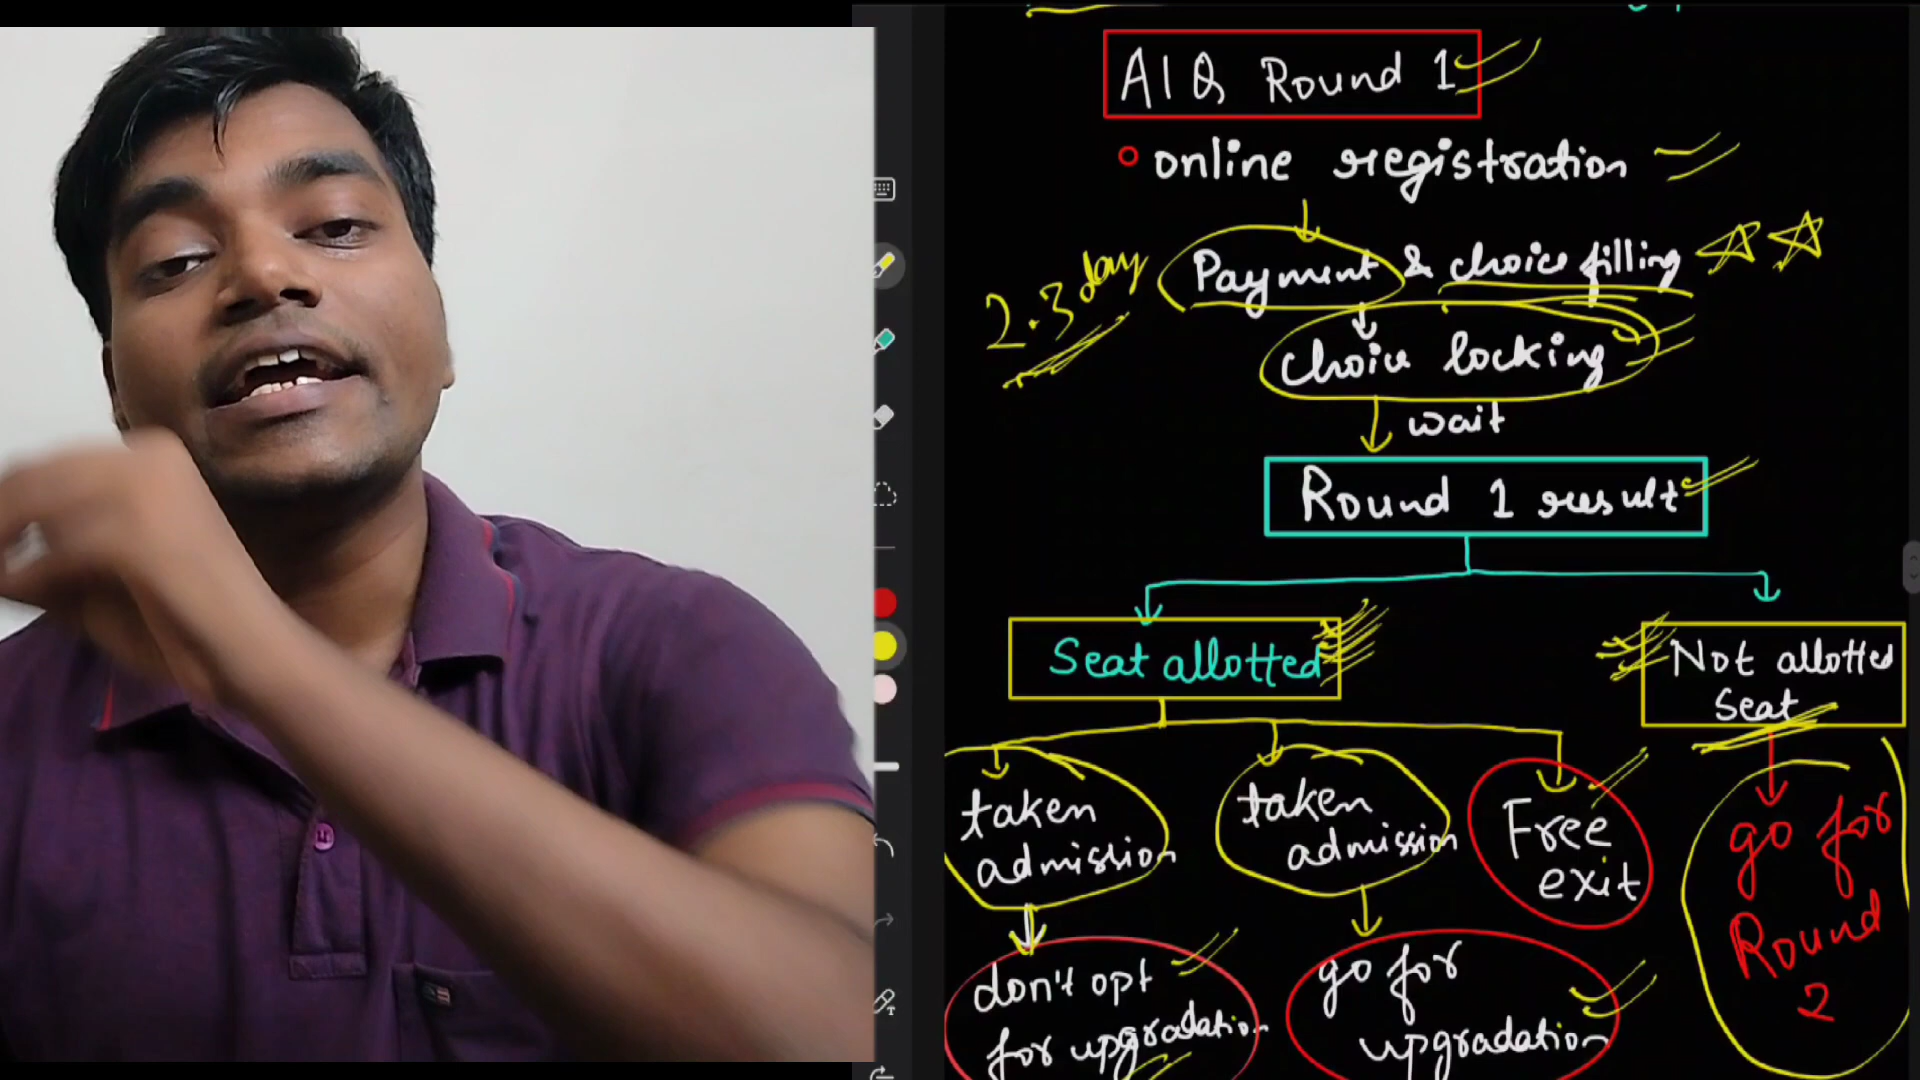 AIQ Round 1
online registration
Payment & choice filling
2.3 day
choice locking
wait
Round 1 result
Seat allotted
Not allotted
Seat
taken
admission
taken
admission
Free
exit
go for
Round
2
don't opt
for upgradation
go for
upgradation